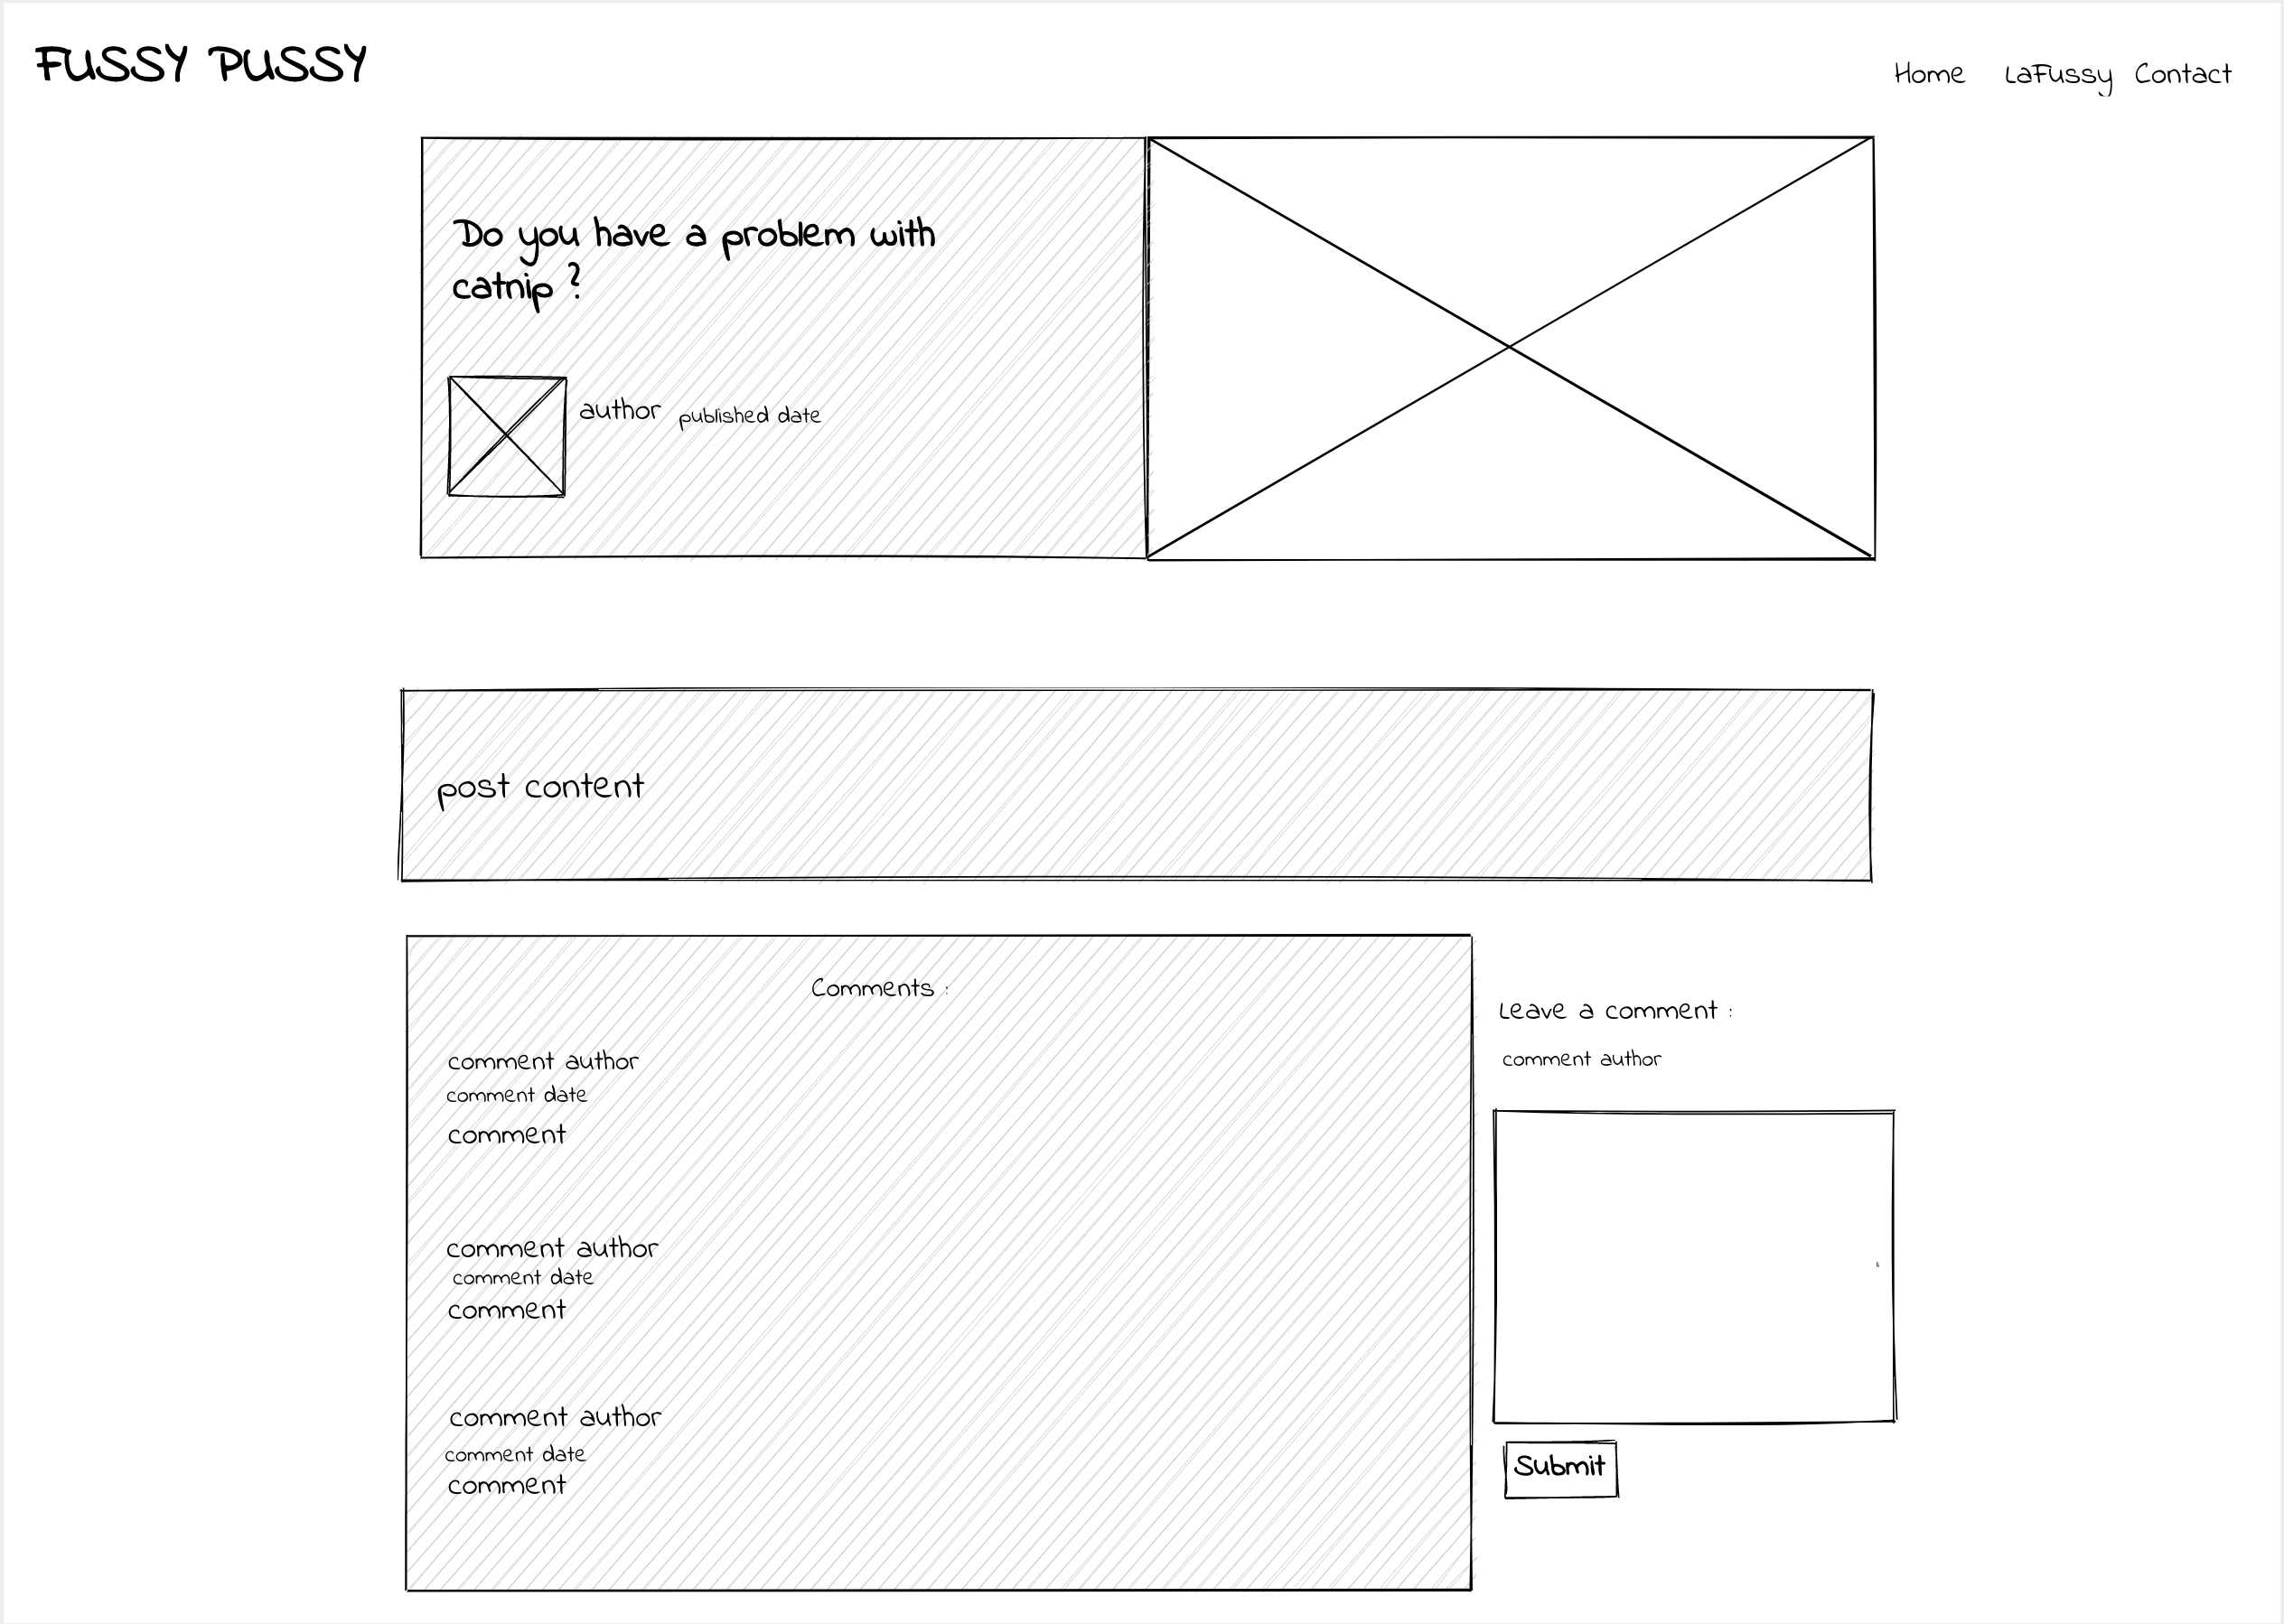 FUSSY PUSSY
Home LaFussy Contact
Do you have a problem with
catnip ?
author published date
post content
Comments :
comment author
comment date
comment
comment author
comment date
comment
comment author
comment date
comment
Leave a comment :
comment author
Submit